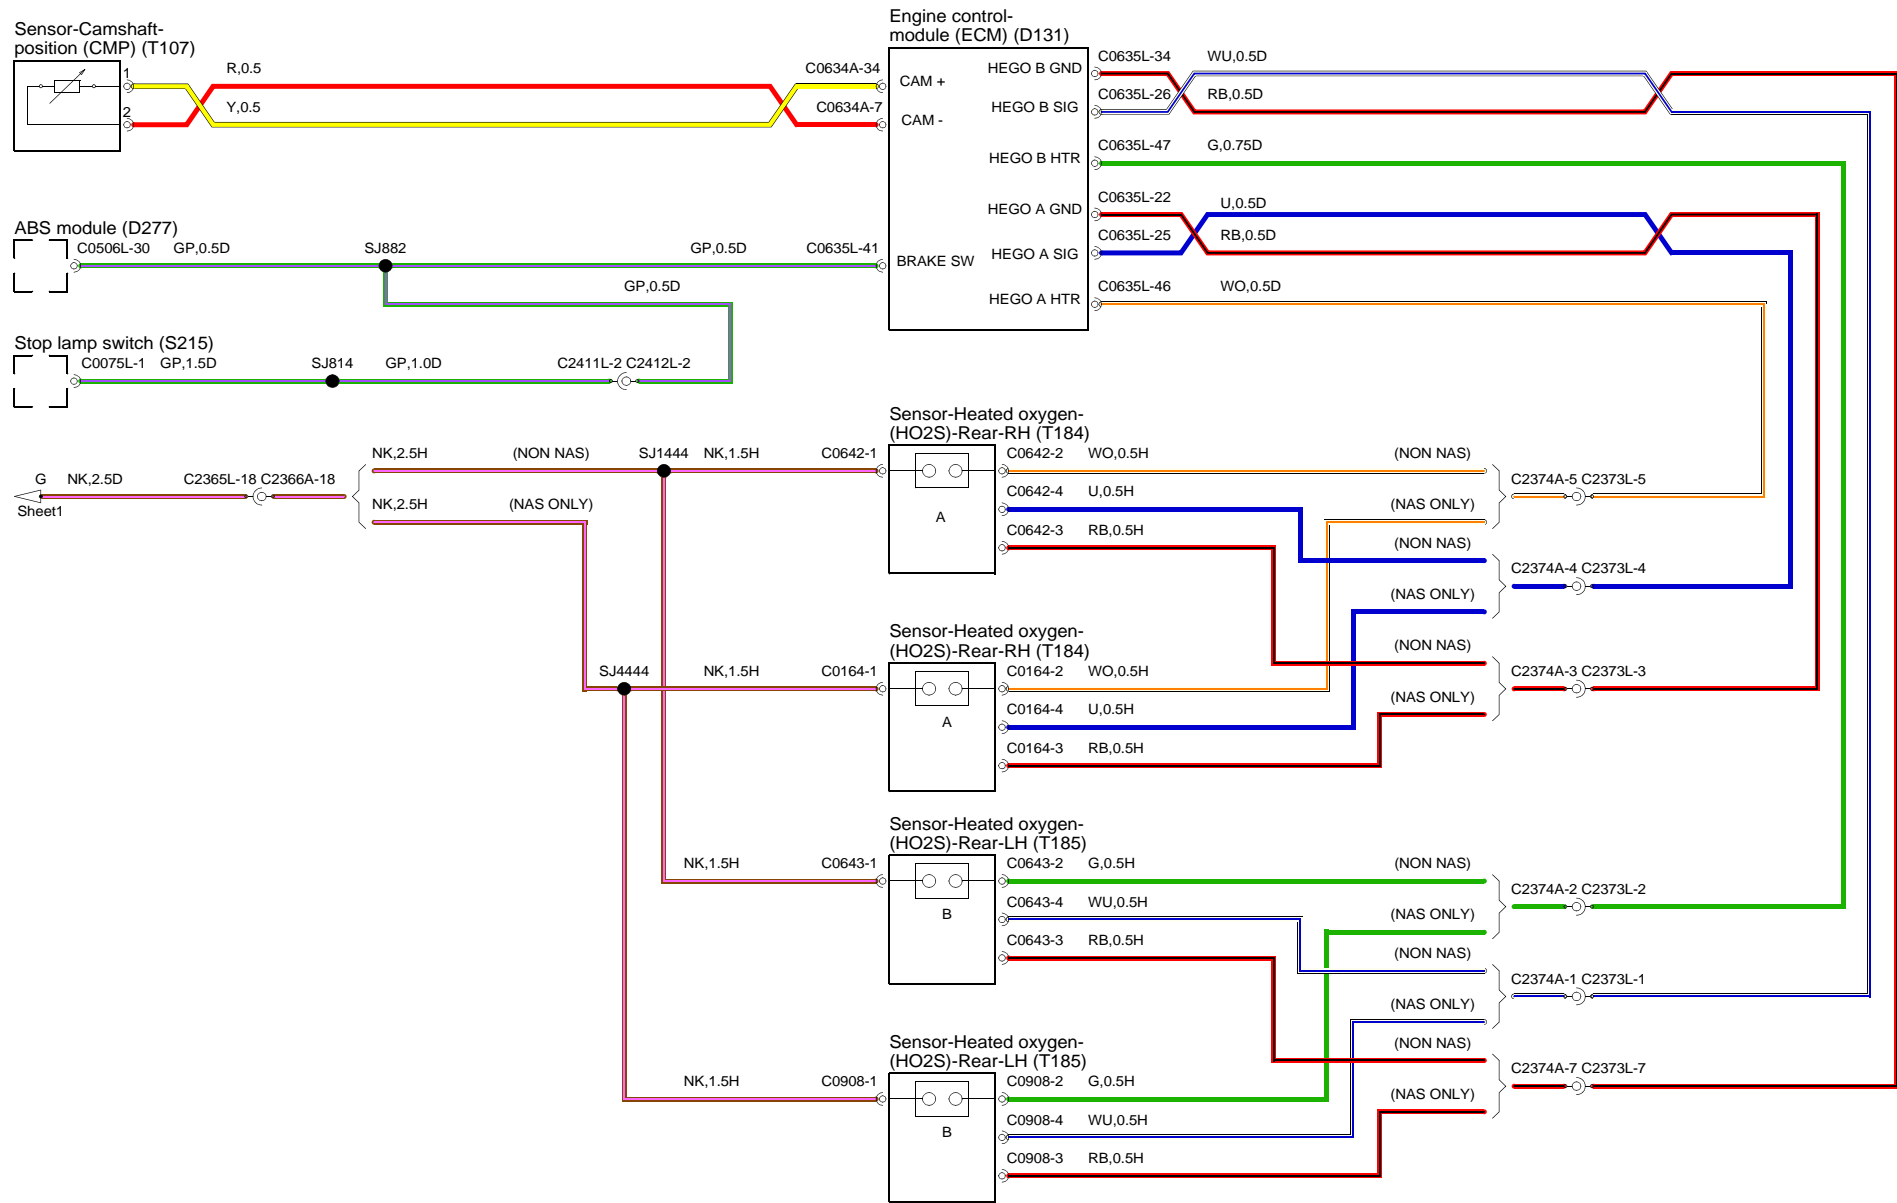 Sensor-Camshaft-
position (CMP) (T107)
1
2
R,0.5
Y,0.5
C0634A-34
C0634A-7
Engine control-
module (ECM) (D131)
CAM +
CAM -
BRAKE SW
HEGO B GND
HEGO B SIG
HEGO B HTR
HEGO A GND
HEGO A SIG
HEGO A HTR
C0635L-34 WU,0.5D
C0635L-26 RB,0.5D
C0635L-47 G,0.75D
C0635L-22 U,0.5D
C0635L-25 RB,0.5D
C0635L-46 WO,0.5D
ABS module (D277)
C0506L-30 GP,0.5D SJ882 GP,0.5D C0635L-41
GP,0.5D
Stop lamp switch (S215)
C0075L-1 GP,1.5D SJ814 GP,1.0D C2411L-2 C2412L-2
G NK,2.5D C2365L-18 C2366A-18
Sheet1
NK,2.5H (NON NAS) SJ1444 NK,1.5H C0642-1
NK,2.5H (NAS ONLY)
Sensor-Heated oxygen-
(HO2S)-Rear-RH (T184)
A
C0642-2 WO,0.5H (NON NAS)
C0642-4 U,0.5H (NAS ONLY)
C0642-3 RB,0.5H (NON NAS)
C2374A-5 C2373L-5
C2374A-4 C2373L-4
(NAS ONLY)
Sensor-Heated oxygen-
(HO2S)-Rear-RH (T184)
SJ4444 NK,1.5H C0164-1
A
C0164-2 WO,0.5H
C0164-4 U,0.5H
C0164-3 RB,0.5H
(NON NAS)
C2374A-3 C2373L-3
(NAS ONLY)
Sensor-Heated oxygen-
(HO2S)-Rear-LH (T185)
NK,1.5H C0643-1
B
C0643-2 G,0.5H (NON NAS)
C0643-4 WU,0.5H (NAS ONLY)
C0643-3 RB,0.5H (NON NAS)
C2374A-2 C2373L-2
C2374A-1 C2373L-1
(NAS ONLY)
Sensor-Heated oxygen-
(HO2S)-Rear-LH (T185)
NK,1.5H C0908-1
B
C0908-2 G,0.5H
C0908-4 WU,0.5H
C0908-3 RB,0.5H
(NON NAS)
C2374A-7 C2373L-7
(NAS ONLY)